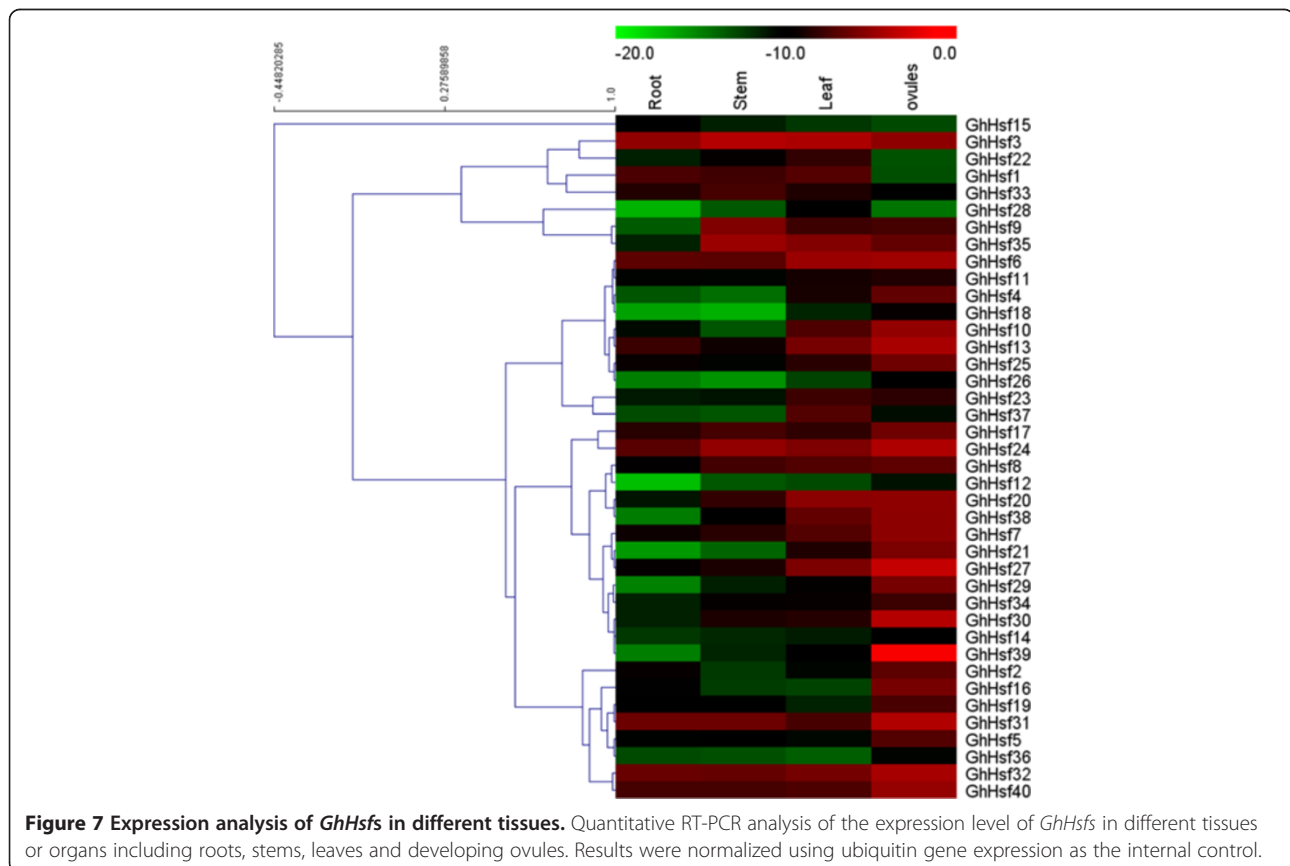 -20.0 -10.0 0.0
-0.44820285
0.27589858
1.0
Root Stem Leaf ovules
GhHsf15
GhHsf3
GhHsf22
GhHsf1
GhHsf33
GhHsf28
GhHsf9
GhHsf35
GhHsf6
GhHsf11
GhHsf4
GhHsf18
GhHsf10
GhHsf13
GhHsf25
GhHsf26
GhHsf23
GhHsf37
GhHsf17
GhHsf24
GhHsf8
GhHsf12
GhHsf20
GhHsf38
GhHsf7
GhHsf21
GhHsf27
GhHsf29
GhHsf34
GhHsf30
GhHsf14
GhHsf39
GhHsf2
GhHsf16
GhHsf19
GhHsf31
GhHsf5
GhHsf36
GhHsf32
GhHsf40
Figure 7 Expression analysis of GhHsfs in different tissues. Quantitative RT-PCR analysis of the expression level of GhHsfs in different tissues
or organs including roots, stems, leaves and developing ovules. Results were normalized using ubiquitin gene expression as the internal control.